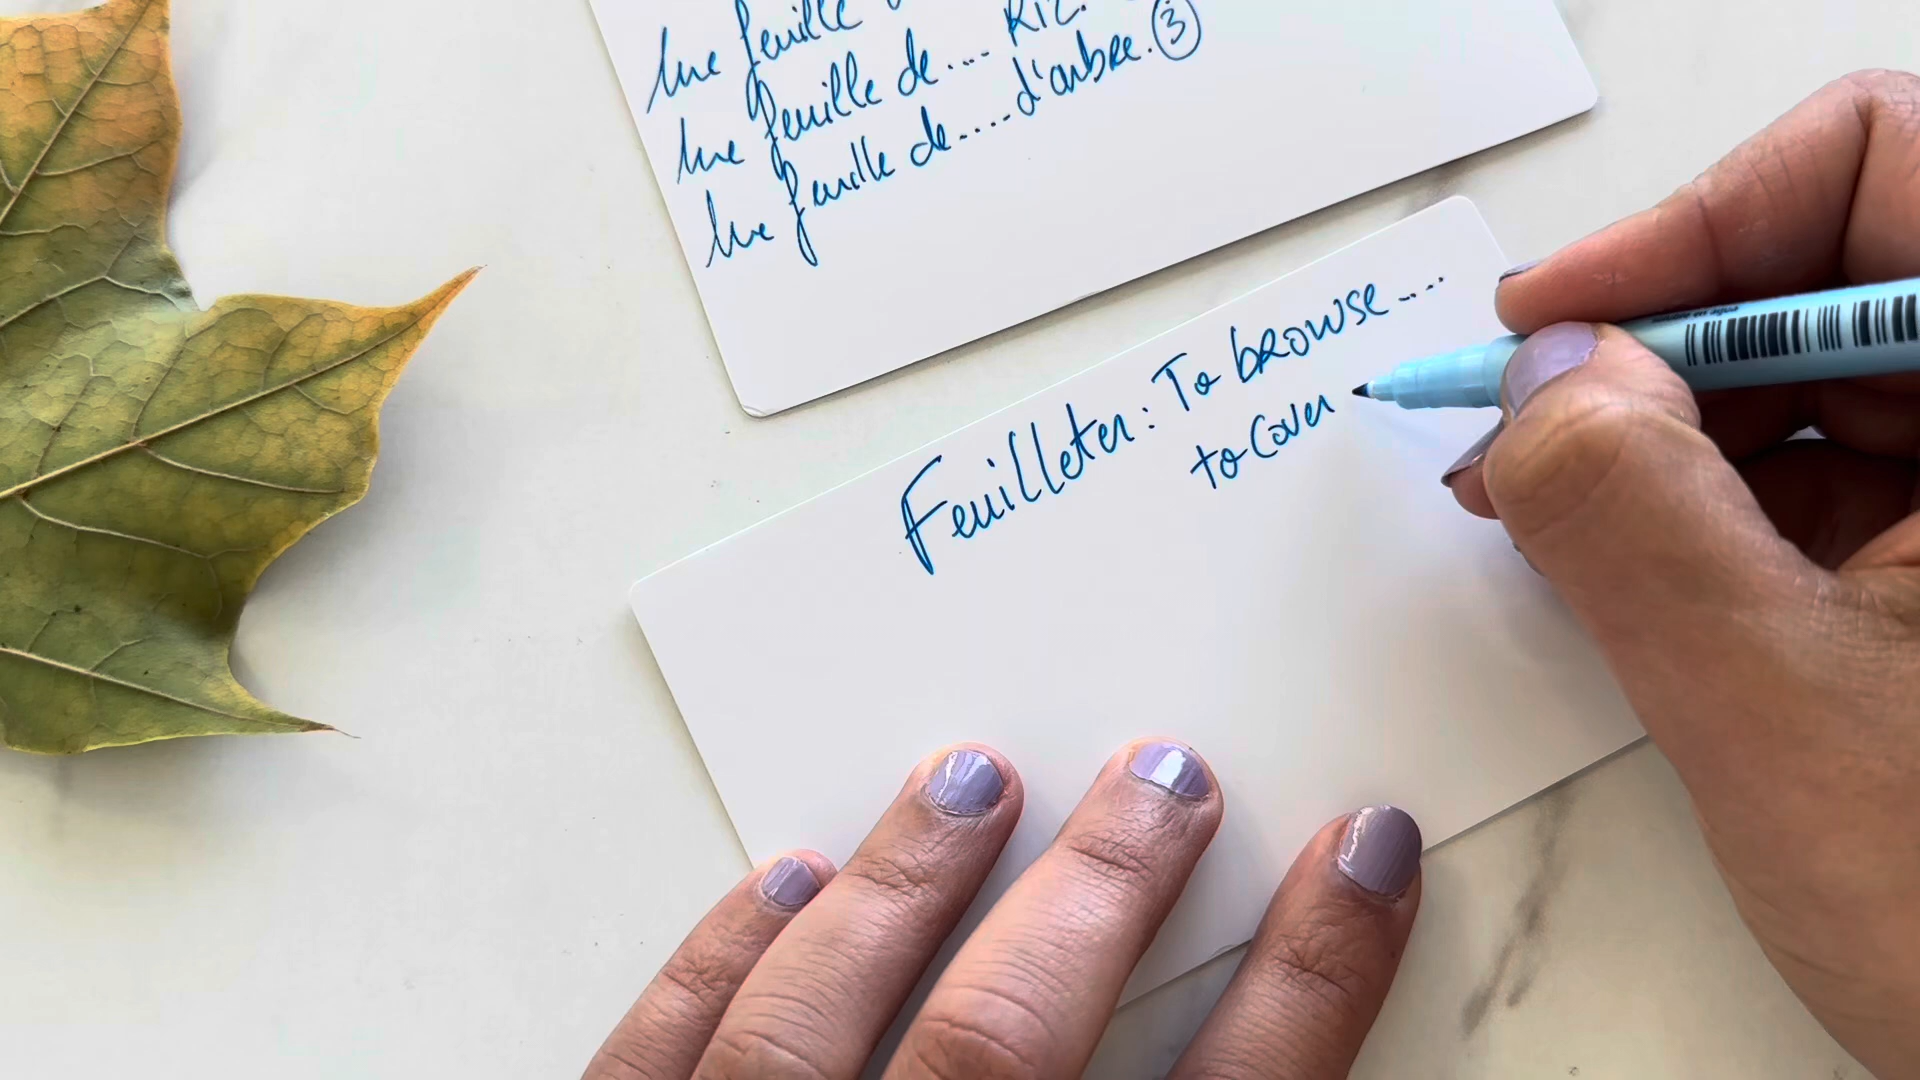 Une feuille
Une feuille de.... Riz.
Une feuille de....d'arbre. 3
Feuilleter: To browse....
to cover